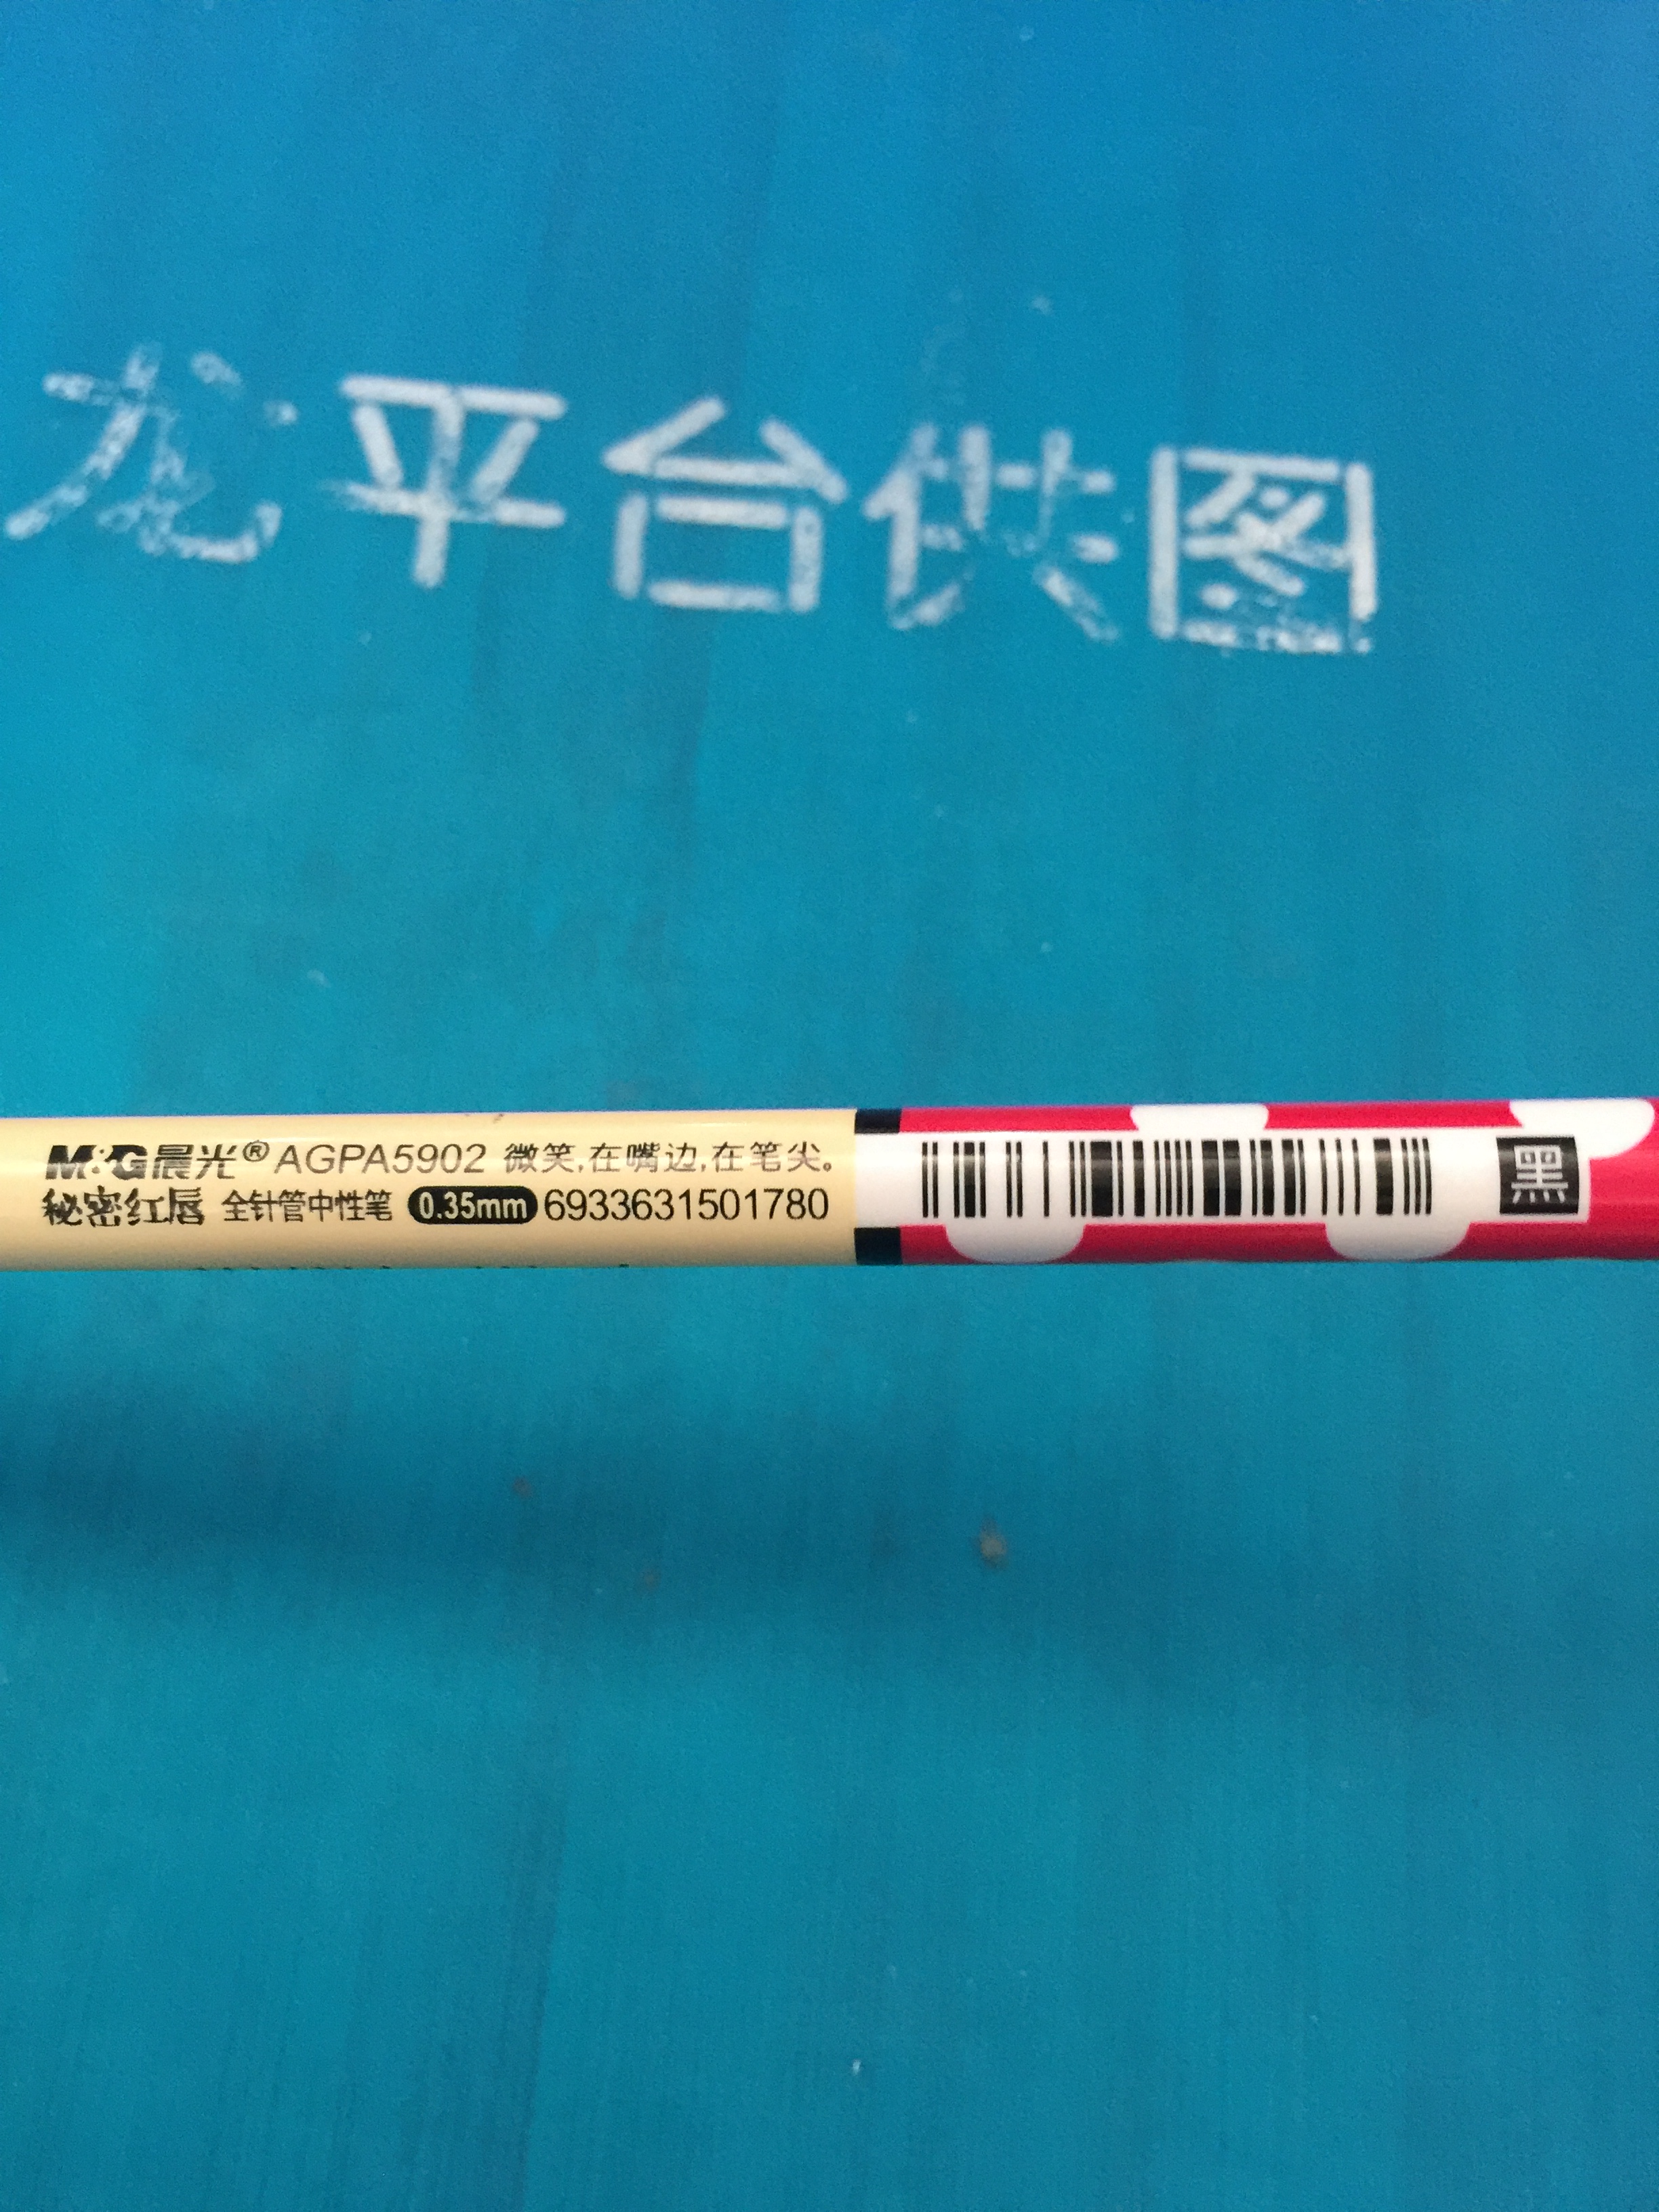 龙平台供图
M&G晨光®AGPA5902 微笑,在嘴边,在笔尖。
秘密红唇 全针管中性笔 0.35mm 6933631501780
黑